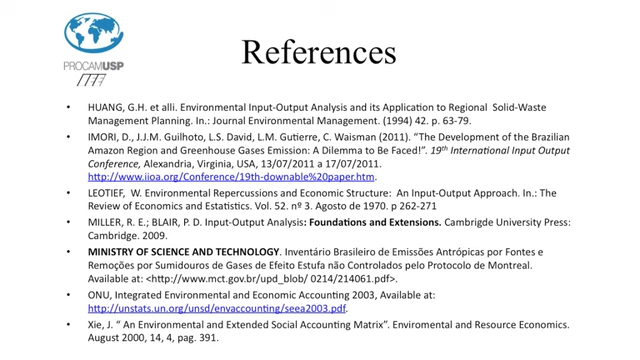 PROCAMUSP
References
• HUANG, G.H. et alli. Environmental Input-Output Analysis and its Application to Regional Solid-Waste
Management Planning. In.: Journal Environmental Management. (1994) 42. p. 63-79.
• IMORI, D., J.J.M. Guilhoto, L.S. David, L.M. Gutierre, C. Waisman (2011). “The Development of the Brazilian
Amazon Region and Greenhouse Gases Emission: A Dilemma to Be Faced!”. 19th International Input Output
Conference, Alexandria, Virginia, USA, 13/07/2011 a 17/07/2011.
http://www.iioa.org/Conference/19th-downable%20paper.htm.
• LEOTIEF, W. Environmental Repercussions and Economic Structure: An Input-Output Approach. In.: The
Review of Economics and Estatistics. Vol. 52. nº 3. Agosto de 1970. p 262-271
• MILLER, R. E.; BLAIR, P. D. Input-Output Analysis: Foundations and Extensions. Cambrigde University Press:
Cambridge. 2009.
• MINISTRY OF SCIENCE AND TECHNOLOGY. Inventário Brasileiro de Emissões Antrópicas por Fontes e
Remoções por Sumidouros de Gases de Efeito Estufa não Controlados pelo Protocolo de Montreal.
Available at: <http://www.mct.gov.br/upd_blob/ 0214/214061.pdf>.
• ONU, Integrated Environmental and Economic Accounting 2003, Available at:
http://unstats.un.org/unsd/envaccounting/seea2003.pdf.
• Xie, J. “ An Environmental and Extended Social Accounting Matrix”. Enviromental and Resource Economics.
August 2000, 14, 4, pag. 391.